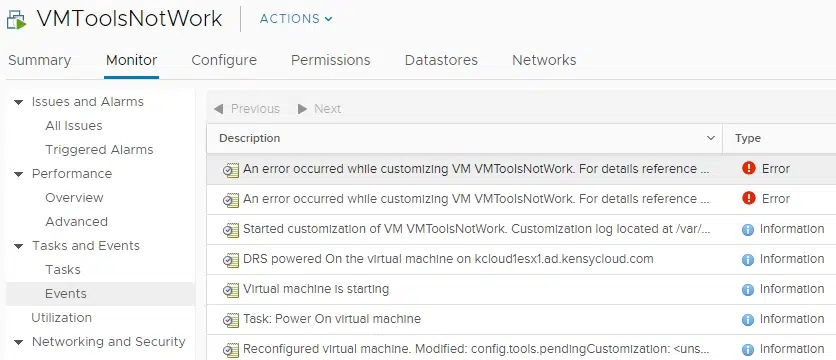 VMToolsNotWork
ACTIONS
Summary Monitor Configure Permissions Datastores Networks
Issues and Alarms
All Issues
Triggered Alarms
Performance
Overview
Advanced
Tasks and Events
Tasks
Events
Utilization
Networking and Security
Previous Next
Description Type
An error occurred while customizing VM VMToolsNotWork. For details reference ... Error
An error occurred while customizing VM VMToolsNotWork. For details reference ... Error
Started customization of VM VMToolsNotWork. Customization log located at /var/... Information
DRS powered On the virtual machine on kcloud1esx1.ad.kensycloud.com Information
Virtual machine is starting Information
Task: Power On virtual machine Information
Reconfigured virtual machine. Modified: config.tools.pendingCustomization: <uns... Information